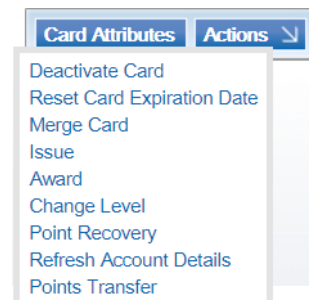 Card Attributes Actions
Deactivate Card
Reset Card Expiration Date
Merge Card
Issue
Award
Change Level
Point Recovery
Refresh Account Details
Points Transfer